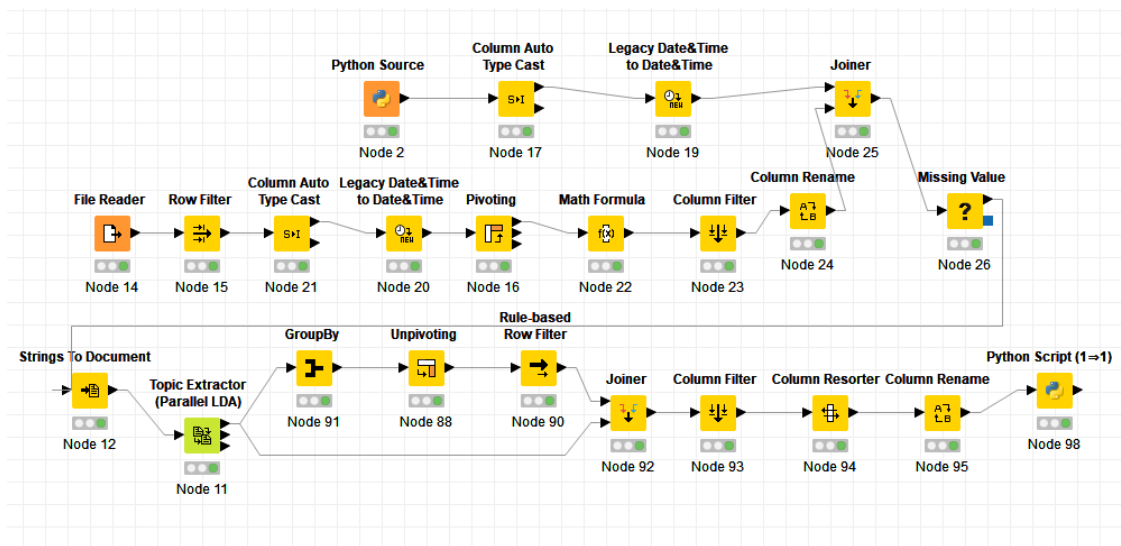 Python Source
Column Auto
Type Cast
Legacy Date&Time
to Date&Time
Joiner
S▸I
NEW
Node 2
Node 17
Node 19
Node 25
File Reader
Row Filter
Column Auto
Type Cast
Legacy Date&Time
to Date&Time
Pivoting
Math Formula
Column Filter
Column Rename
Missing Value
S▸I
NEW
f(x)
A
B
?
Node 14
Node 15
Node 21
Node 20
Node 16
Node 22
Node 23
Node 24
Node 26
Strings To Document
Topic Extractor
(Parallel LDA)
GroupBy
Unpivoting
Rule-based
Row Filter
Joiner
Column Filter
Column Resorter
Column Rename
Python Script (1⇒1)
A
B
Node 12
Node 11
Node 91
Node 88
Node 90
Node 92
Node 93
Node 94
Node 95
Node 98